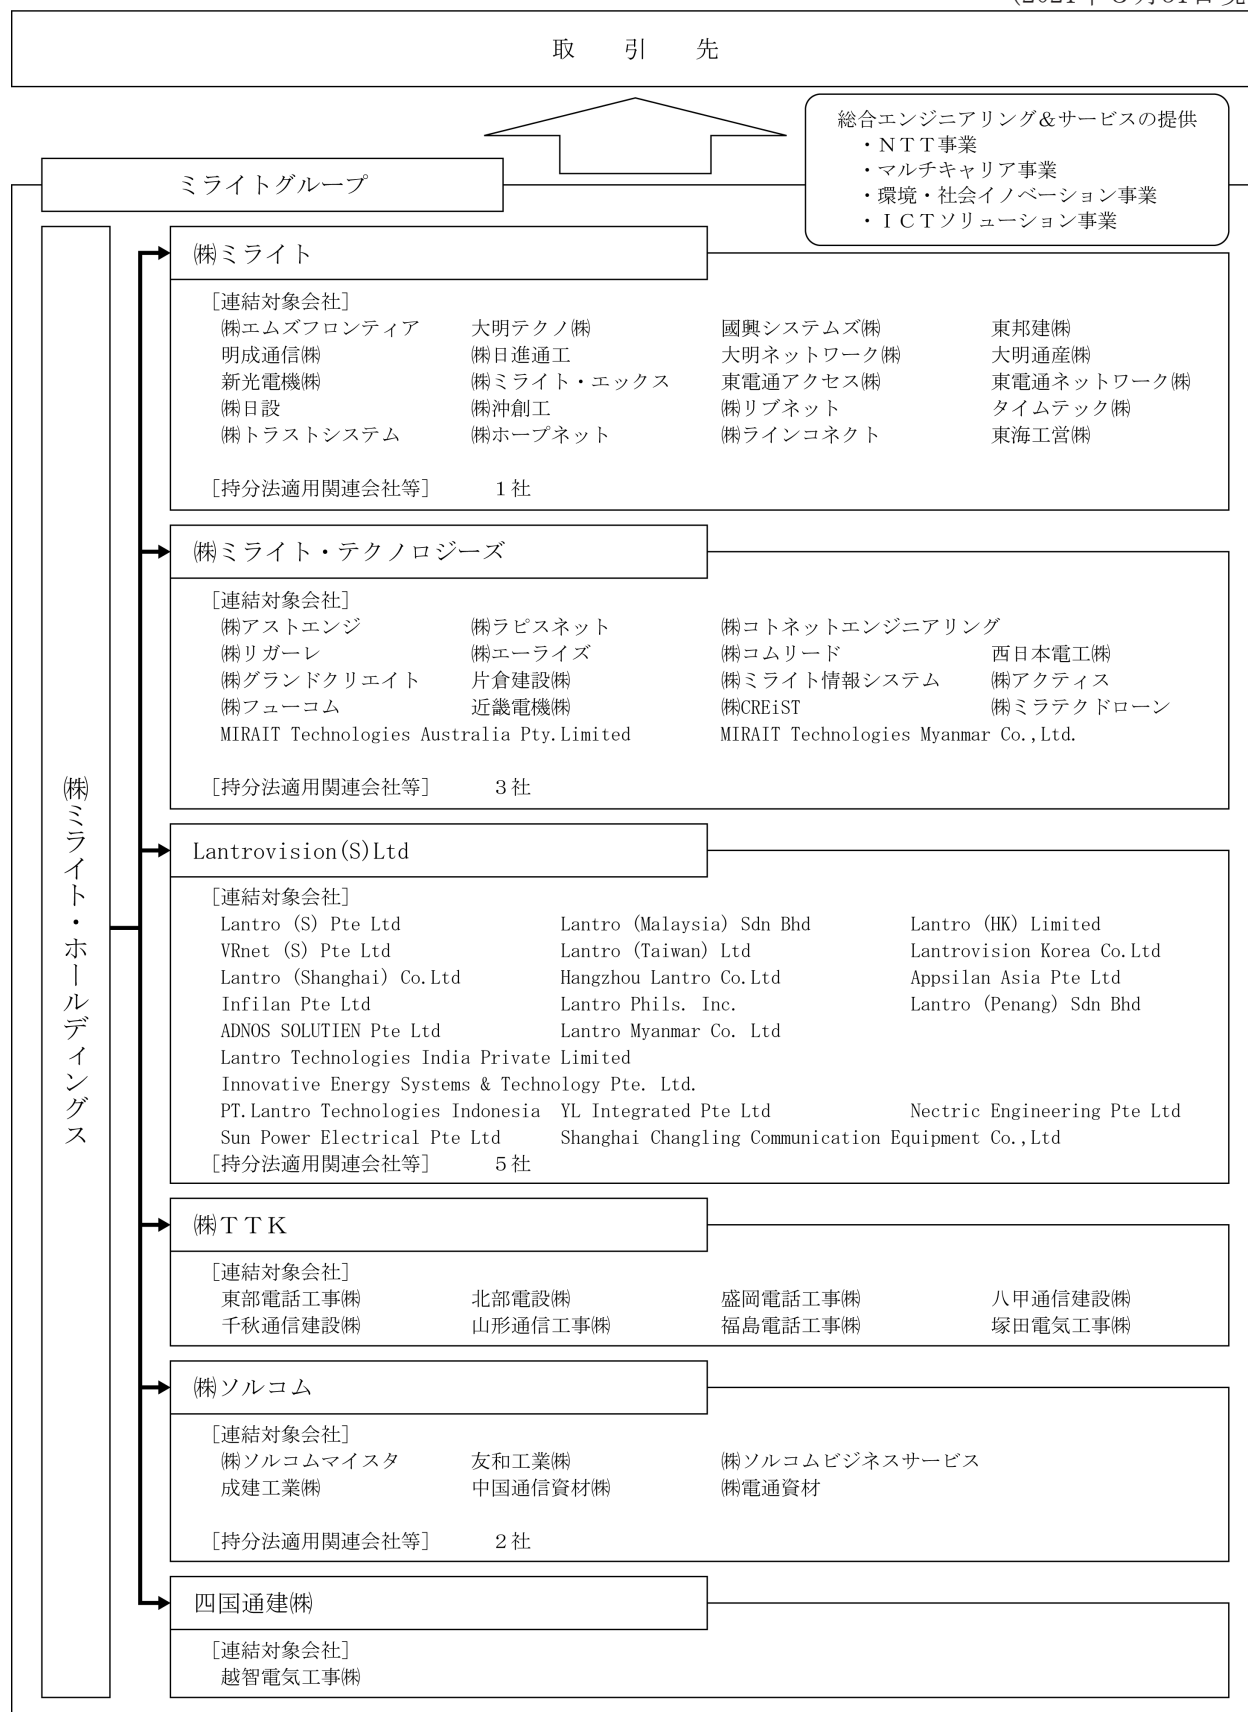 取　引　先
総合エンジニアリング＆サービスの提供
・ＮＴＴ事業
・マルチキャリア事業
・環境・社会イノベーション事業
・ＩＣＴソリューション事業
ミライトグループ
㈱ミライト・ホールディングス
㈱ミライト
［連結対象会社］
㈱エムズフロンティア　大明テクノ㈱　國興システムズ㈱　東邦建㈱
明成通信㈱　㈱日進通工　大明ネットワーク㈱　大明通産㈱
新光電機㈱　㈱ミライト・エックス　東電通アクセス㈱　東電通ネットワーク㈱
㈱日設　㈱沖創工　㈱リブネット　タイムテック㈱
㈱トラストシステム　㈱ホープネット　㈱ラインコネクト　東海工営㈱
［持分法適用関連会社等］　１社
㈱ミライト・テクノロジーズ
［連結対象会社］
㈱アストエンジ　㈱ラピスネット　㈱コトネットエンジニアリング
㈱リガーレ　㈱エーライズ　㈱コムリード　西日本電工㈱
㈱グランドクリエイト　片倉建設㈱　㈱ミライト情報システム　㈱アクティス
㈱フューコム　近畿電機㈱　㈱CREiST　㈱ミラテクドローン
MIRAIT Technologies Australia Pty.Limited　MIRAIT Technologies Myanmar Co.,Ltd.
［持分法適用関連会社等］　３社
Lantrovision(S)Ltd
［連結対象会社］
Lantro (S) Pte Ltd　Lantro (Malaysia) Sdn Bhd　Lantro (HK) Limited
VRnet (S) Pte Ltd　Lantro (Taiwan) Ltd　Lantrovision Korea Co.Ltd
Lantro (Shanghai) Co.Ltd　Hangzhou Lantro Co.Ltd　Appsilan Asia Pte Ltd
Infilan Pte Ltd　Lantro Phils. Inc.　Lantro (Penang) Sdn Bhd
ADNOS SOLUTIEN Pte Ltd　Lantro Myanmar Co. Ltd
Lantro Technologies India Private Limited
Innovative Energy Systems & Technology Pte. Ltd.
PT.Lantro Technologies Indonesia　YL Integrated Pte Ltd　Nectric Engineering Pte Ltd
Sun Power Electrical Pte Ltd　Shanghai Changling Communication Equipment Co.,Ltd
［持分法適用関連会社等］　５社
㈱ＴＴＫ
［連結対象会社］
東部電話工事㈱　北部電設㈱　盛岡電話工事㈱　八甲通信建設㈱
千秋通信建設㈱　山形通信工事㈱　福島電話工事㈱　塚田電気工事㈱
㈱ソルコム
［連結対象会社］
㈱ソルコムマイスタ　友和工業㈱　㈱ソルコムビジネスサービス
成建工業㈱　中国通信資材㈱　㈱電通資材
［持分法適用関連会社等］　２社
四国通建㈱
［連結対象会社］
越智電気工事㈱